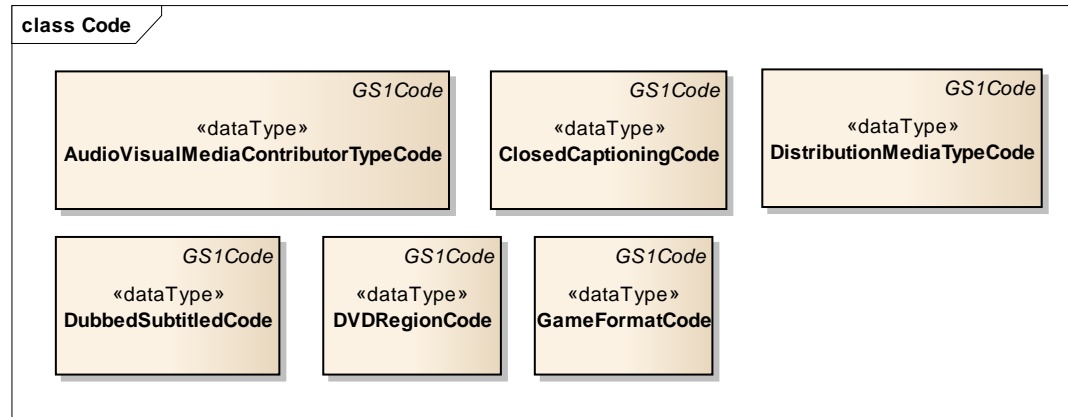 class Code
GS1Code
«dataType»
AudioVisualMediaContributorTypeCode
GS1Code
«dataType»
ClosedCaptioningCode
GS1Code
«dataType»
DistributionMediaTypeCode
GS1Code
«dataType»
DubbedSubtitledCode
GS1Code
«dataType»
DVDRegionCode
GS1Code
«dataType»
GameFormatCode